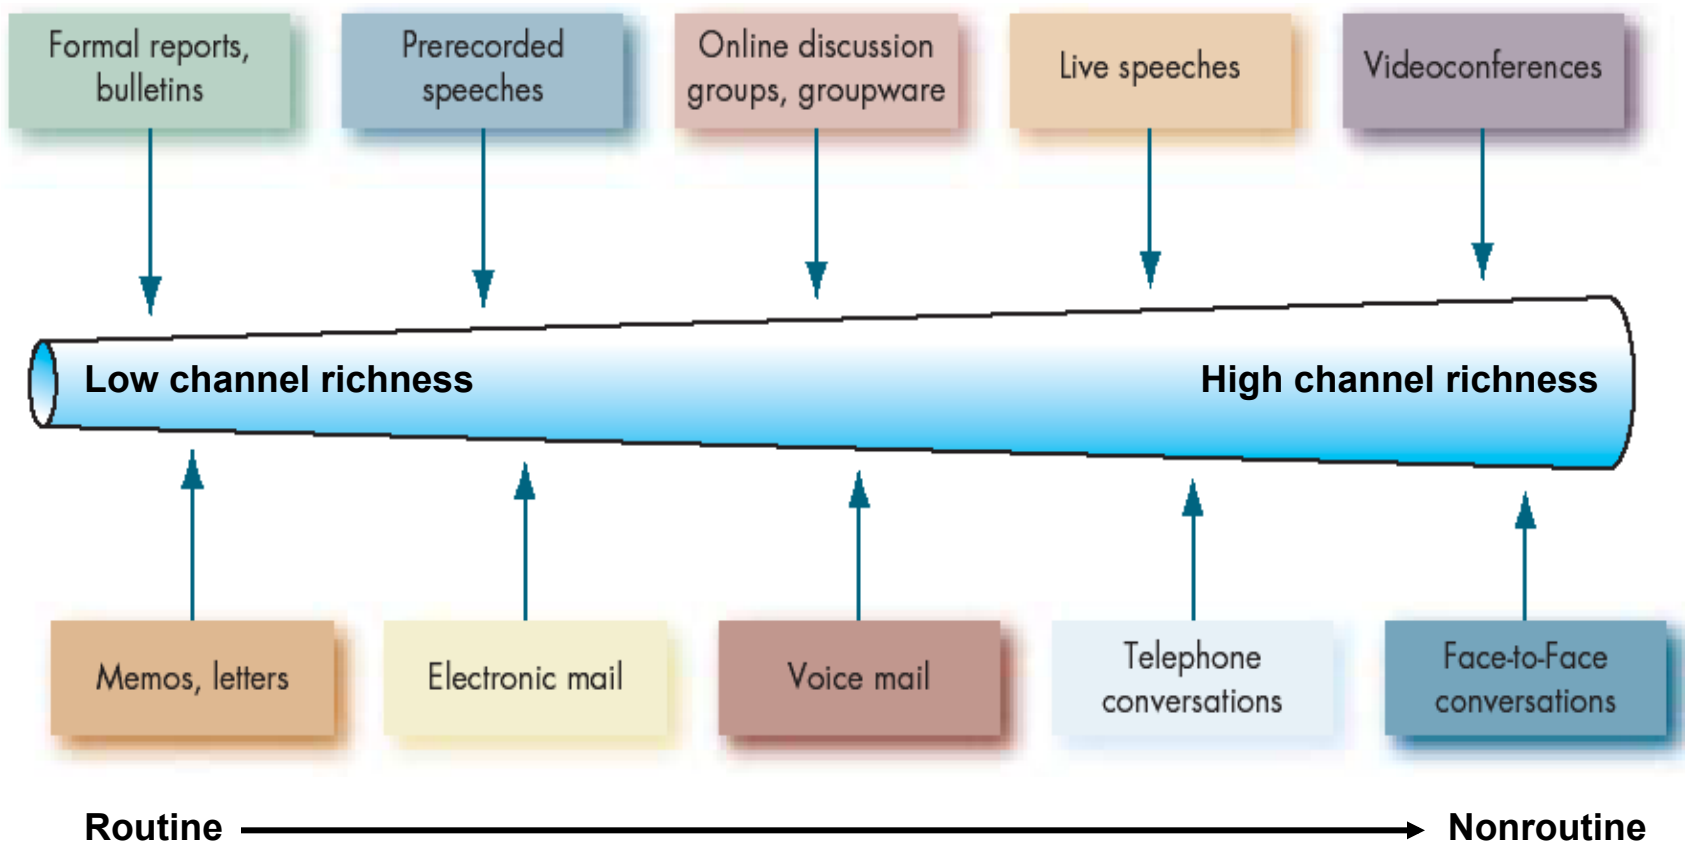 Formal reports,
bulletins
Prerecorded
speeches
Online discussion
groups, groupware
Live speeches
Videoconferences
Low channel richness
High channel richness
Memos, letters
Electronic mail
Voice mail
Telephone
conversations
Face-to-Face
conversations
Routine
Nonroutine